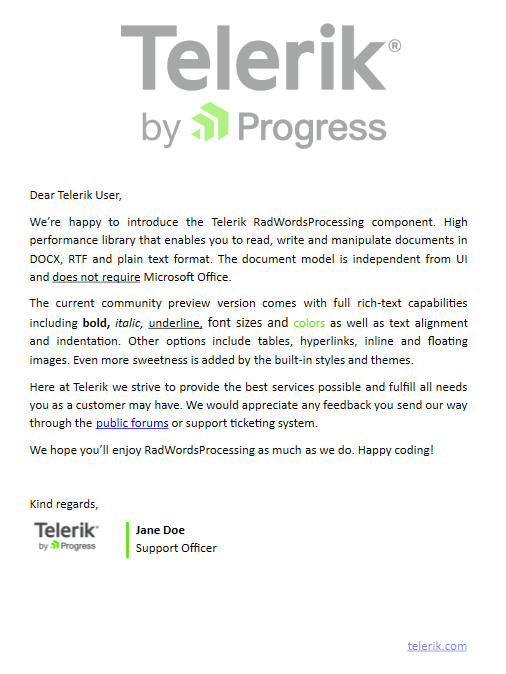 Telerik®
by Progress
Dear Telerik User,
We’re happy to introduce the Telerik RadWordsProcessing component. High
performance library that enables you to read, write and manipulate documents in
DOCX, RTF and plain text format. The document model is independent from UI
and does not require Microsoft Office.
The current community preview version comes with full rich-text capabilities
including bold, italic, underline, font sizes and colors as well as text alignment
and indentation. Other options include tables, hyperlinks, inline and floating
images. Even more sweetness is added by the built-in styles and themes.
Here at Telerik we strive to provide the best services possible and fulfill all needs
you as a customer may have. We would appreciate any feedback you send our way
through the public forums or support ticketing system.
We hope you’ll enjoy RadWordsProcessing as much as we do. Happy coding!
Kind regards,
Telerik
by Progress
Jane Doe
Support Officer
telerik.com